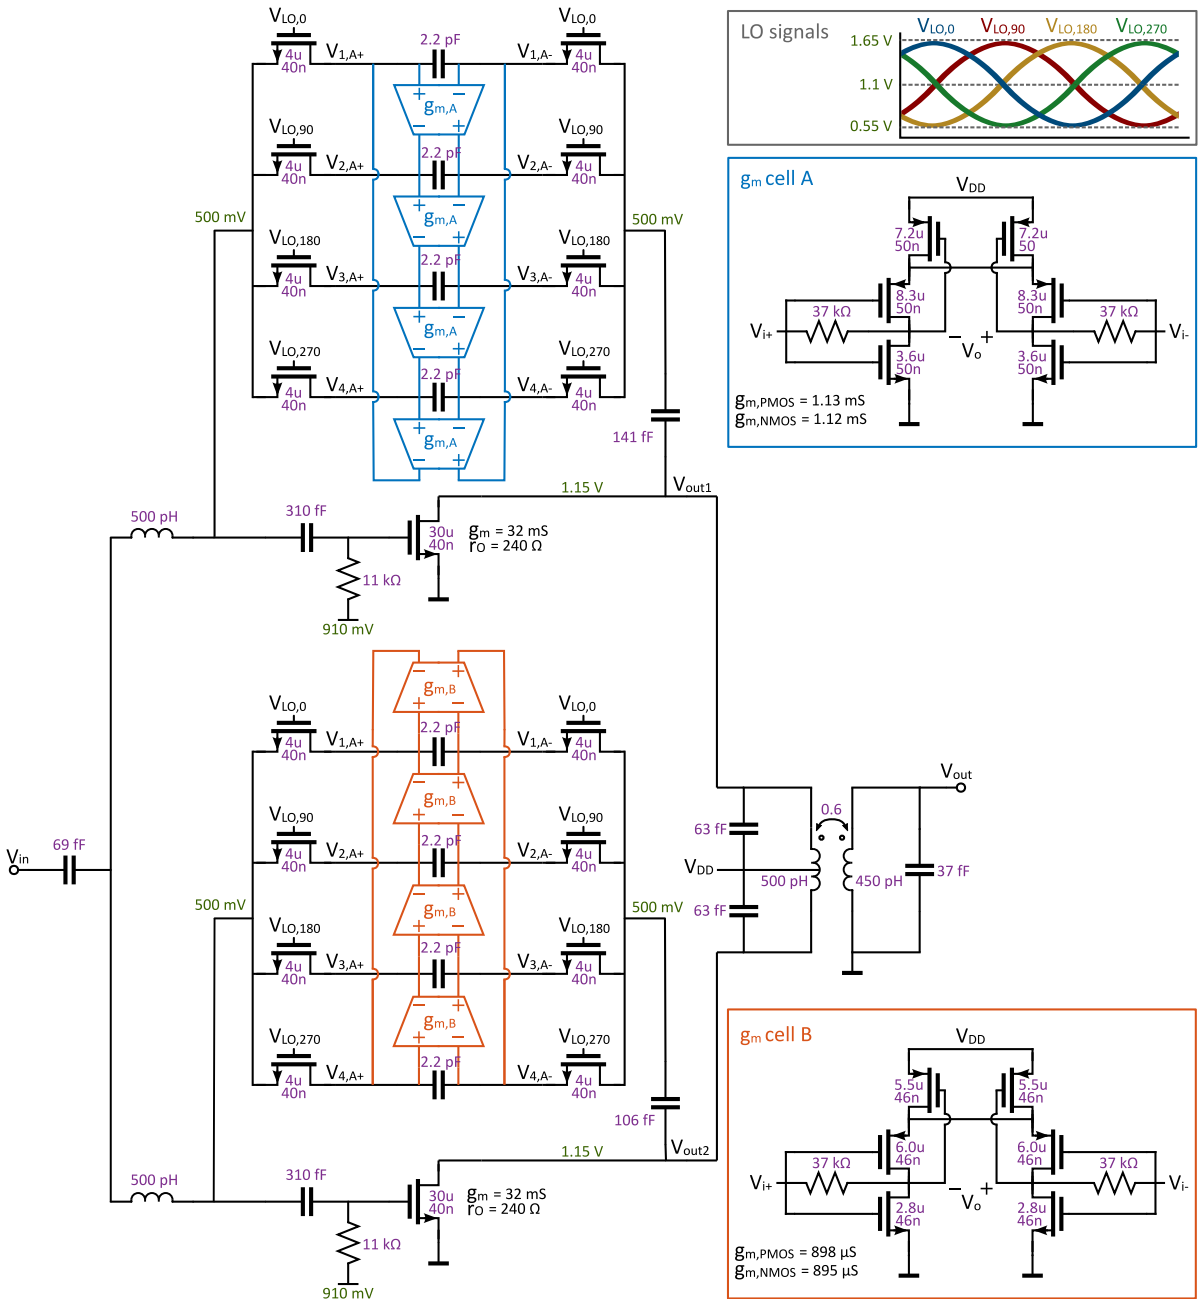 LO signals
V_LO,0 V_LO,90 V_LO,180 V_LO,270
1.65 V
1.1 V
0.55 V
V_LO,0
4u
40n
V_1,A+
2.2 pF
+ −
g_m,A
− +
V_1,A-
V_LO,0
4u
40n
V_LO,90
4u
40n
V_2,A+
2.2 pF
+ −
g_m,A
− +
V_2,A-
V_LO,90
4u
40n
500 mV
500 mV
V_LO,180
4u
40n
V_3,A+
2.2 pF
+ −
g_m,A
− +
V_3,A-
V_LO,180
4u
40n
V_LO,270
4u
40n
V_4,A+
2.2 pF
+ −
g_m,A
− +
V_4,A-
V_LO,270
4u
40n
141 fF
g_m cell A
V_DD
7.2u
50n
7.2u
50
8.3u
50n
8.3u
50n
37 kΩ
37 kΩ
V_i+
− V_o +
V_i-
3.6u
50n
3.6u
50n
g_m,PMOS = 1.13 mS
g_m,NMOS = 1.12 mS
1.15 V
V_out1
500 pH
310 fF
30u
40n
g_m = 32 mS
r_O = 240 Ω
11 kΩ
910 mV
− +
g_m,B
+ −
V_LO,0
4u
40n
V_1,A+
2.2 pF
V_1,A-
V_LO,0
4u
40n
− +
g_m,B
+ −
V_LO,90
4u
40n
V_2,A+
2.2 pF
V_2,A-
V_LO,90
4u
40n
− +
g_m,B
+ −
500 mV
500 mV
V_LO,180
4u
40n
V_3,A+
2.2 pF
V_3,A-
V_LO,180
4u
40n
− +
g_m,B
+ −
V_LO,270
4u
40n
V_4,A+
2.2 pF
V_4,A-
V_LO,270
4u
40n
106 fF
V_in
69 fF
V_out
0.6
63 fF
V_DD
500 pH
450 pH
37 fF
63 fF
1.15 V
V_out2
500 pH
310 fF
30u
40n
g_m = 32 mS
r_O = 240 Ω
11 kΩ
910 mV
g_m cell B
V_DD
5.5u
46n
5.5u
46n
6.0u
46n
6.0u
46n
37 kΩ
37 kΩ
V_i+
− V_o +
V_i-
2.8u
46n
2.8u
46n
g_m,PMOS = 898 µS
g_m,NMOS = 895 µS